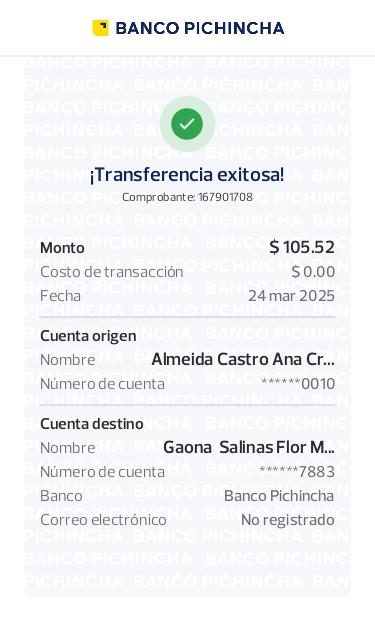 BANCO PICHINCHA
¡Transferencia exitosa!
Comprobante: 167901708
Monto $ 105.52
Costo de transacción $ 0.00
Fecha 24 mar 2025
Cuenta origen
Nombre Almeida Castro Ana Cr...
Número de cuenta ******0010
Cuenta destino
Nombre Gaona Salinas Flor M...
Número de cuenta ******7883
Banco Banco Pichincha
Correo electrónico No registrado